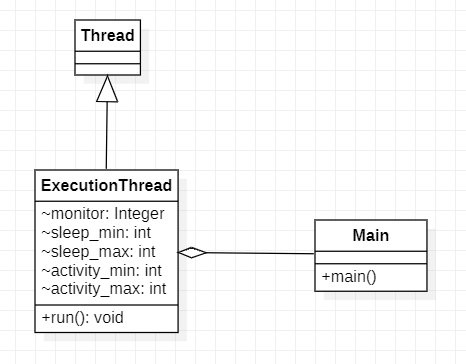 Thread
ExecutionThread
~monitor: Integer
~sleep_min: int
~sleep_max: int
~activity_min: int
~activity_max: int
+run(): void
Main
+main()